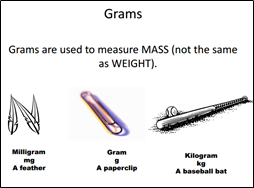 Grams
Grams are used to measure MASS (not the same
as WEIGHT).
Milligram
mg
A feather
Gram
g
A paperclip
Kilogram
kg
A baseball bat